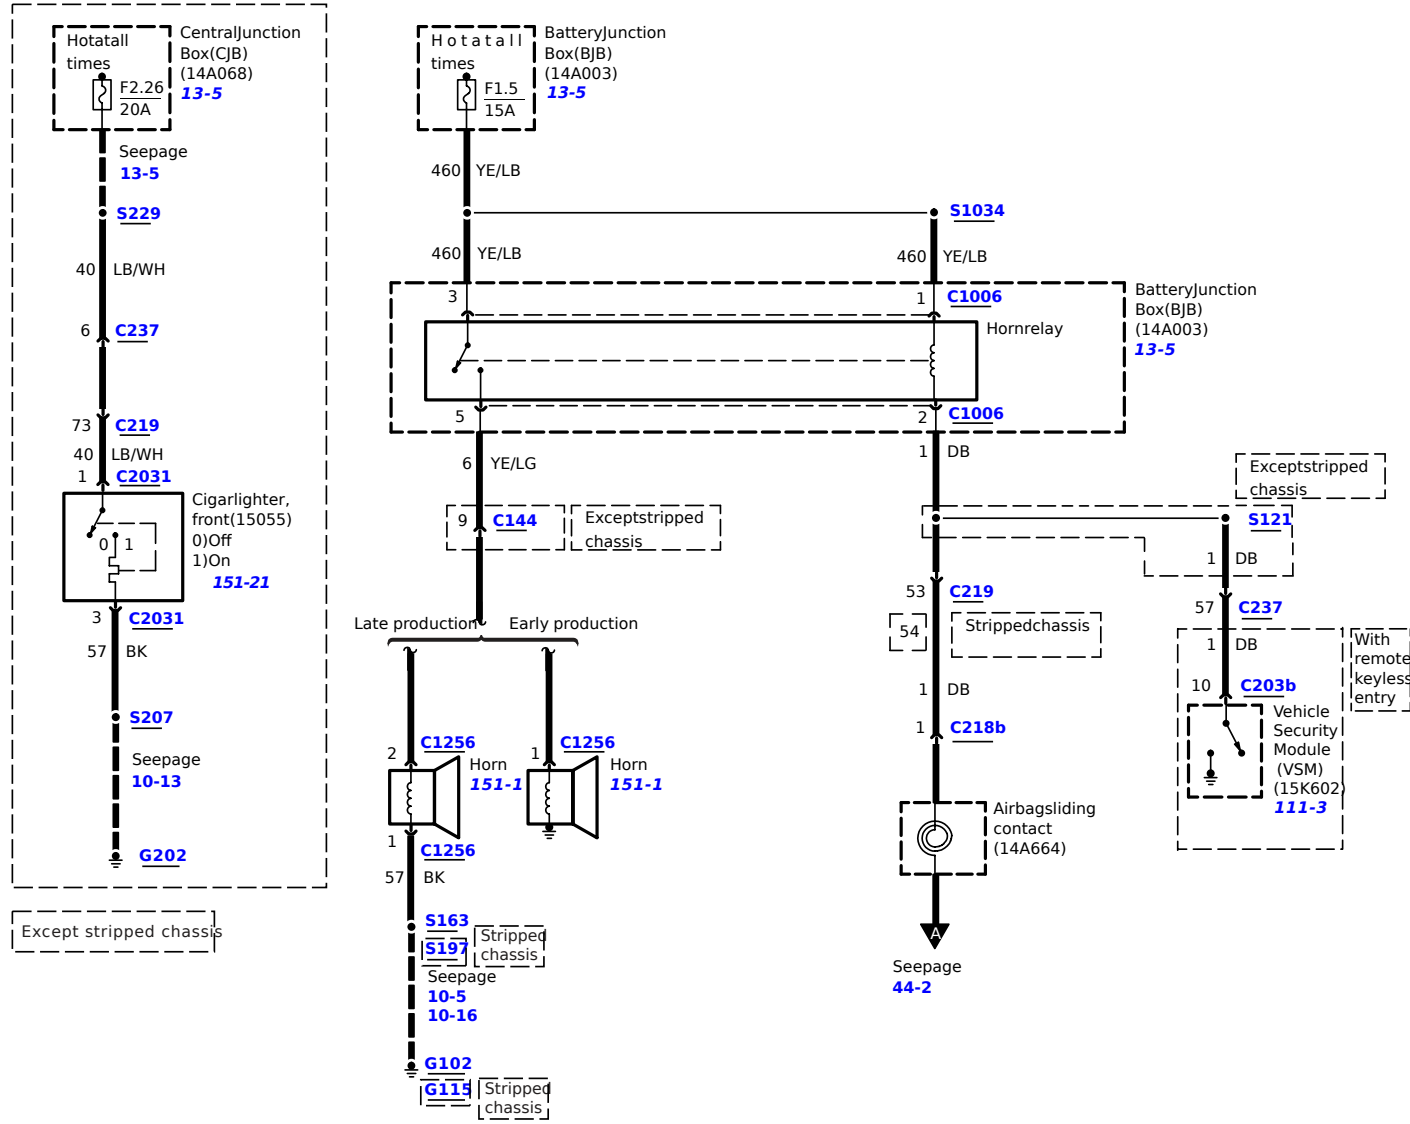 Hotatall
times
F2.26
20A
CentralJunction
Box(CJB)
(14A068)
13-5
Seepage
13-5
S229
40 LB/WH
6 C237
73 C219
40 LB/WH
1 C2031
Cigarlighter,
front(15055)
0)Off
1)On
151-21
0 1
3 C2031
57 BK
S207
Seepage
10-13
G202
Except stripped chassis
Hotatall
times
F1.5
15A
BatteryJunction
Box(BJB)
(14A003)
13-5
460 YE/LB
S1034
460 YE/LB
460 YE/LB
3
1 C1006
BatteryJunction
Box(BJB)
(14A003)
13-5
Hornrelay
5
2 C1006
6 YE/LG
1 DB
9 C144
Exceptstripped
chassis
Late production
Early production
2 C1256
Horn
151-1
1 C1256
Horn
151-1
1
C1256
57 BK
S163
S197
Stripped
chassis
Seepage
10-5
10-16
G102
G115
Stripped
chassis
Exceptstripped
chassis
S121
1 DB
53 C219
54
Strippedchassis
1 DB
1 C218b
Airbagsliding
contact
(14A664)
A
Seepage
44-2
57 C237
1 DB
With
remote
keyless
entry
10 C203b
Vehicle
Security
Module
(VSM)
(15K602)
111-3